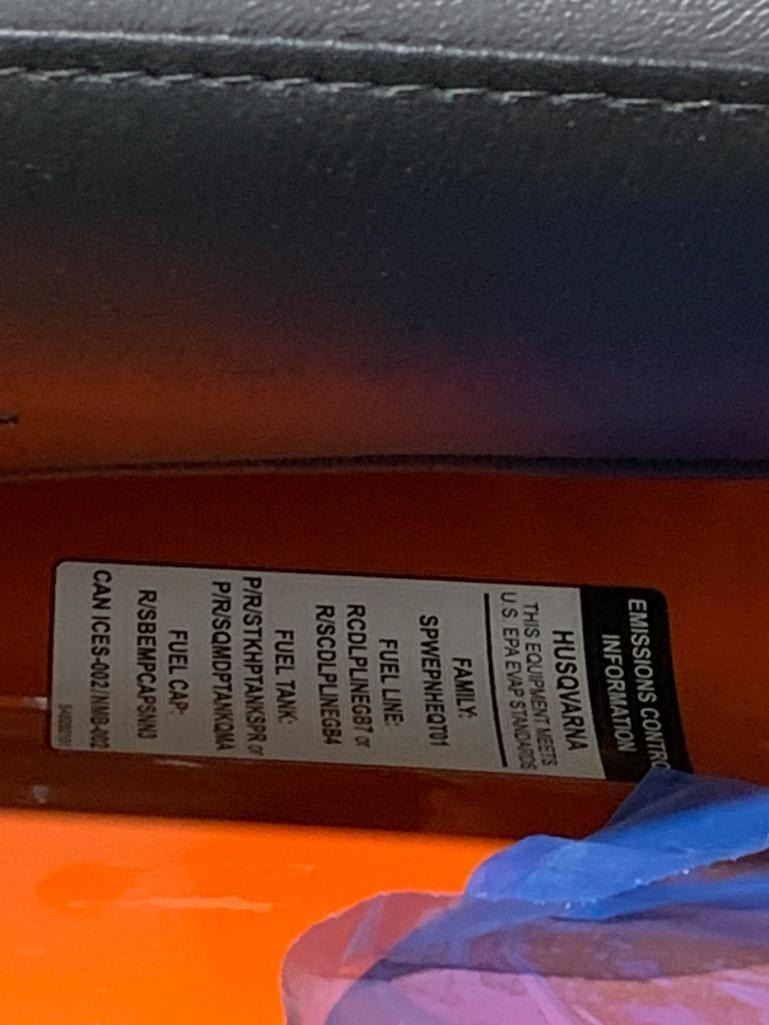 EMISSIONS CONTRO
INFORMATION
HUSQVARNA
THIS EQUIPMENT MEETS
U.S. EPA EVAP STANDARDS
FAMILY:
SPWEPNHEQT01
FUEL LINE:
RCDLPLINEGB7 or
R/SCDLPLINEGB4
FUEL TANK:
P/R/STKHPTANKSPR or
P/R/SQMDPTANKQMA
FUEL CAP:
R/SBEMPCAPSNN3
CAN ICES-002/NMB-002